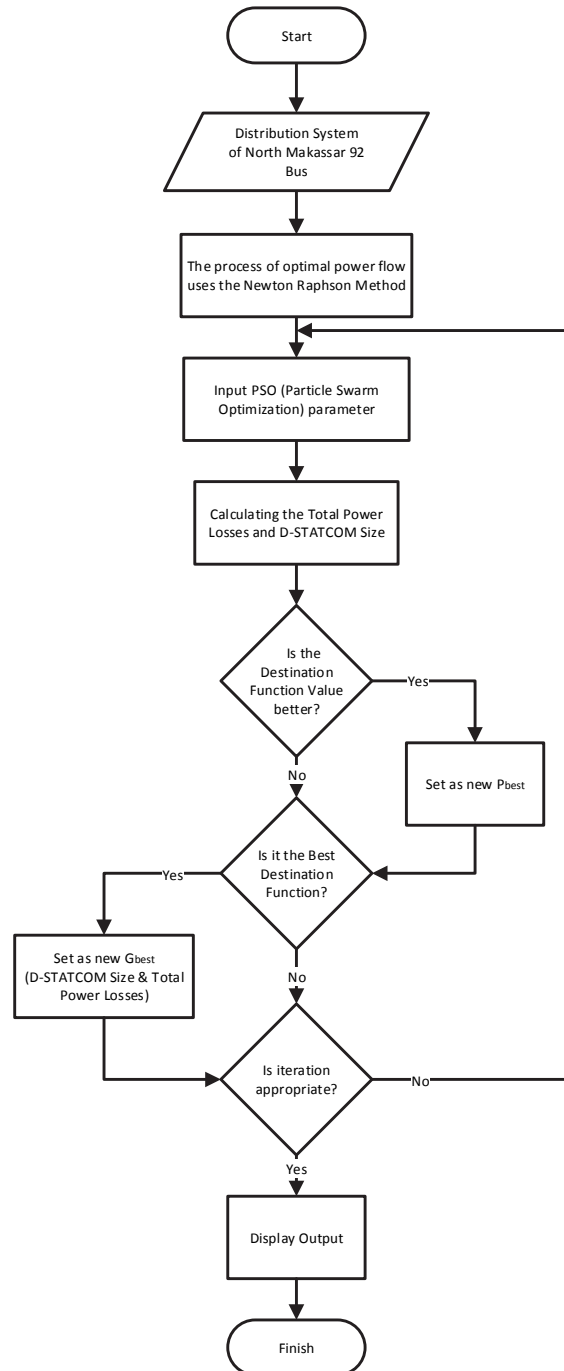 Start
Distribution System
of North Makassar 92
Bus
The process of optimal power flow
uses the Newton Raphson Method
Input PSO (Particle Swarm
Optimization) parameter
Calculating the Total Power
Losses and D-STATCOM Size
Is the
Destination
Function Value
better?
Yes
Set as new Pbest
No
Is it the Best
Destination
Function?
Yes
Set as new Gbest
(D-STATCOM Size & Total
Power Losses)
No
Is iteration
appropriate?
No
Yes
Display Output
Finish